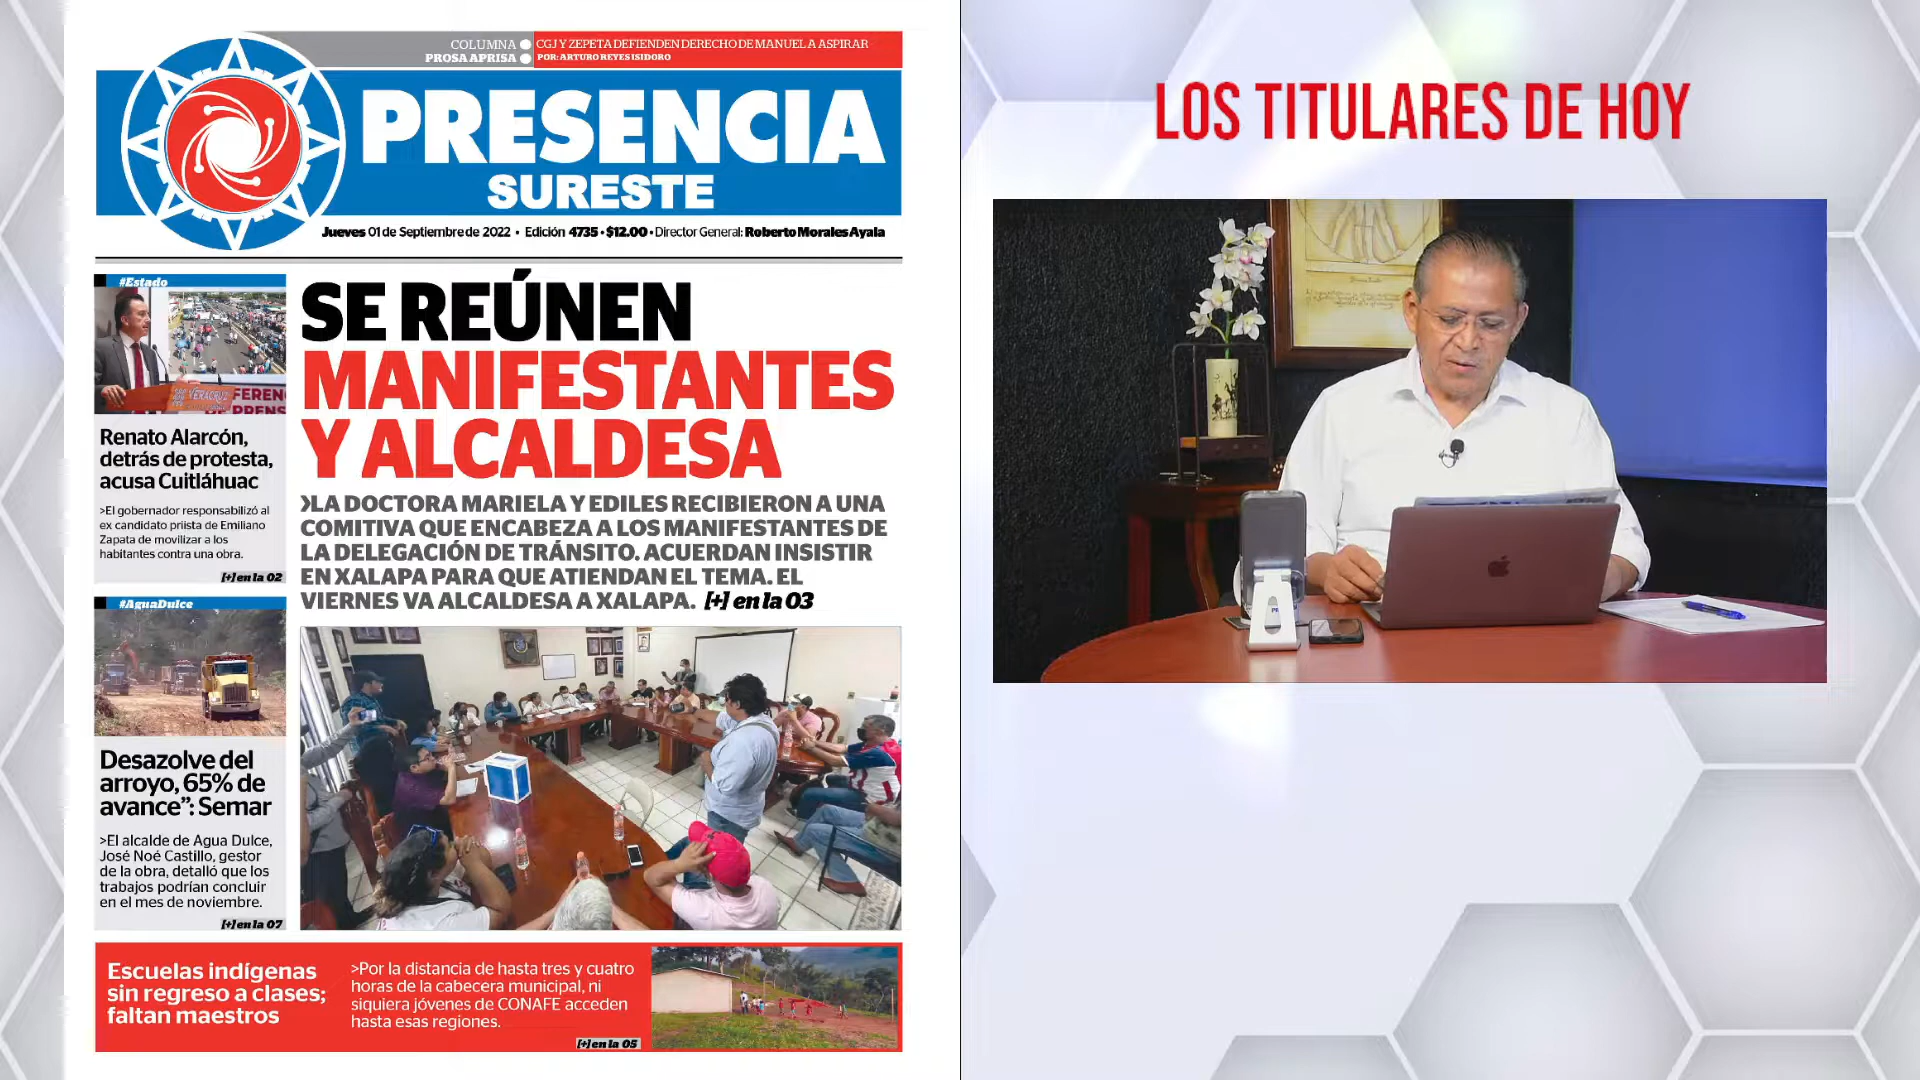 COLUMNA
PROSA APRISA
CGJ Y ZEPETA DEFIENDEN DERECHO DE MANUEL A ASPIRAR
POR: ARTURO REYES ISIDORO
PRESENCIA
SURESTE
Jueves 01 de Septiembre de 2022 • Edición 4735 • $12.00 • Director General: Roberto Morales Ayala
#Estado
VERACRUZ
FEREN
PRENS
Renato Alarcón,
detrás de protesta,
acusa Cuitláhuac
>El gobernador responsabilizó al
ex candidato priista de Emiliano
Zapata de movilizar a los
habitantes contra una obra.
[+] en la 02
#AguaDulce
Desazolve del
arroyo, 65% de
avance”: Semar
>El alcalde de Agua Dulce,
José Noé Castillo, gestor
de la obra, detalló que los
trabajos podrían concluir
en el mes de noviembre.
[+] en la 07
SE REÚNEN
MANIFESTANTES
Y ALCALDESA
>LA DOCTORA MARIELA Y EDILES RECIBIERON A UNA
COMITIVA QUE ENCABEZA A LOS MANIFESTANTES DE
LA DELEGACIÓN DE TRÁNSITO. ACUERDAN INSISTIR
EN XALAPA PARA QUE ATIENDAN EL TEMA. EL
VIERNES VA ALCALDESA A XALAPA. [+] en la 03
Escuelas indígenas
sin regreso a clases;
faltan maestros
>Por la distancia de hasta tres y cuatro
horas de la cabecera municipal, ni
siquiera jóvenes de CONAFE acceden
hasta esas regiones.
[+] en la 05
LOS TITULARES DE HOY